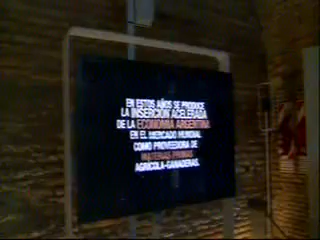 EN ESTOS AÑOS SE PRODUCE
LA INSERCIÓN ACELERADA
DE LA ECONOMIA ARGENTINA
EN EL MERCADO MUNDIAL
COMO PROVEEDORA DE
MATERIAS PRIMAS
AGRÍCOLA-GANADERAS.